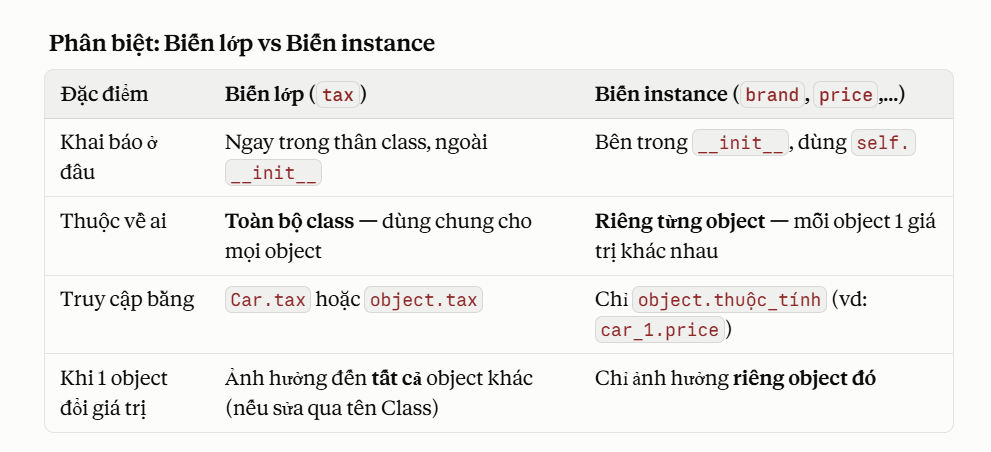 Phân biệt: Biến lớp vs Biến instance
Đặc điểm
Biến lớp (tax)
Biến instance (brand, price,...)
Khai báo ở
đâu
Ngay trong thân class, ngoài
__init__
Bên trong __init__, dùng self.
Thuộc về ai
Toàn bộ class — dùng chung cho
mọi object
Riêng từng object — mỗi object 1 giá
trị khác nhau
Truy cập bằng
Car.tax hoặc object.tax
Chỉ object.thuộc_tính (vd:
car_1.price)
Khi 1 object
đổi giá trị
Ảnh hưởng đến tất cả object khác
(nếu sửa qua tên Class)
Chỉ ảnh hưởng riêng object đó